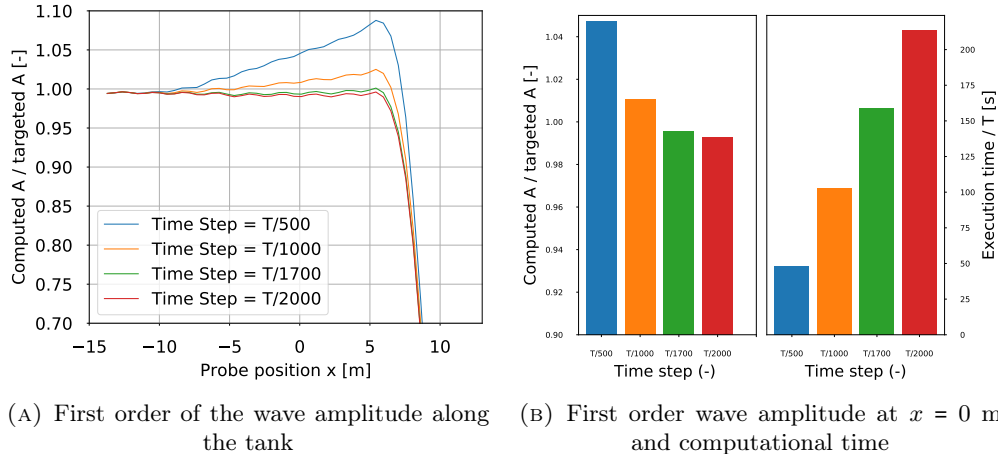 1.10
1.05
1.00
0.95
0.90
0.85
0.80
0.75
0.70
Computed A / targeted A [-]
Time Step = T/500
Time Step = T/1000
Time Step = T/1700
Time Step = T/2000
−15 −10 −5 0 5 10
Probe position x [m]
1.04
1.02
1.00
0.98
0.96
0.94
0.92
0.90
Computed A / targeted A [-]
T/500 T/1000 T/1700 T/2000
Time step (-)
200
175
150
125
100
75
50
25
0
Execution time / T [s]
T/500 T/1000 T/1700 T/2000
Time step (-)
(A) First order of the wave amplitude along
the tank
(B) First order wave amplitude at x = 0 m
and computational time